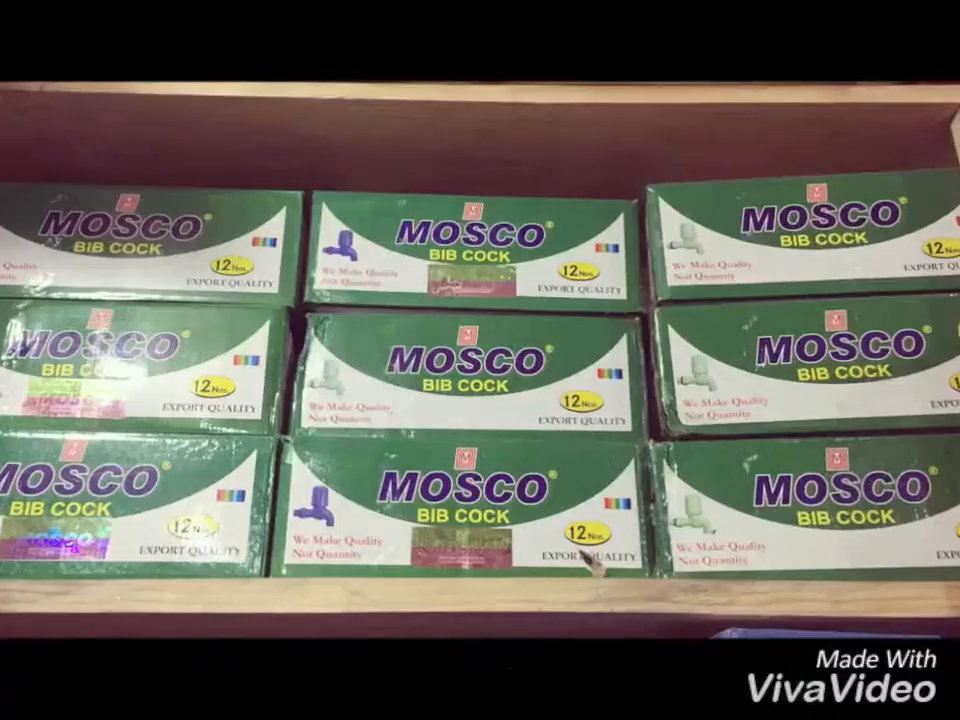 MOSCO®
BIB COCK
12 Nos.
EXPORT QUALITY
MOSCO®
BIB COCK
We Make Quality
Not Quantity
12 Nos.
EXPORT QUALITY
MOSCO®
BIB COCK
We Make Quality
Not Quantity
12 Nos.
EXPORT QUALITY
MOSCO®
BIB COCK
12 Nos.
EXPORT QUALITY
MOSCO®
BIB COCK
We Make Quality
Not Quantity
12 Nos.
EXPORT QUALITY
MOSCO®
BIB COCK
We Make Quality
Not Quantity
12
MOSCO®
BIB COCK
12 Nos.
EXPORT QUALITY
MOSCO®
BIB COCK
We Make Quality
Not Quantity
12 Nos.
EXPORT QUALITY
MOSCO®
BIB COCK
We Make Quality
Not Quantity
Made With
VivaVideo